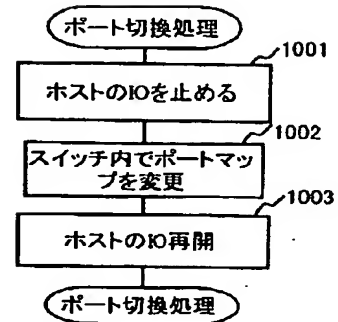 ポート切換処理
1001
ホストのIOを止める
1002
スイッチ内でポートマッ
プを変更
1003
ホストのIO再開
ポート切換処理